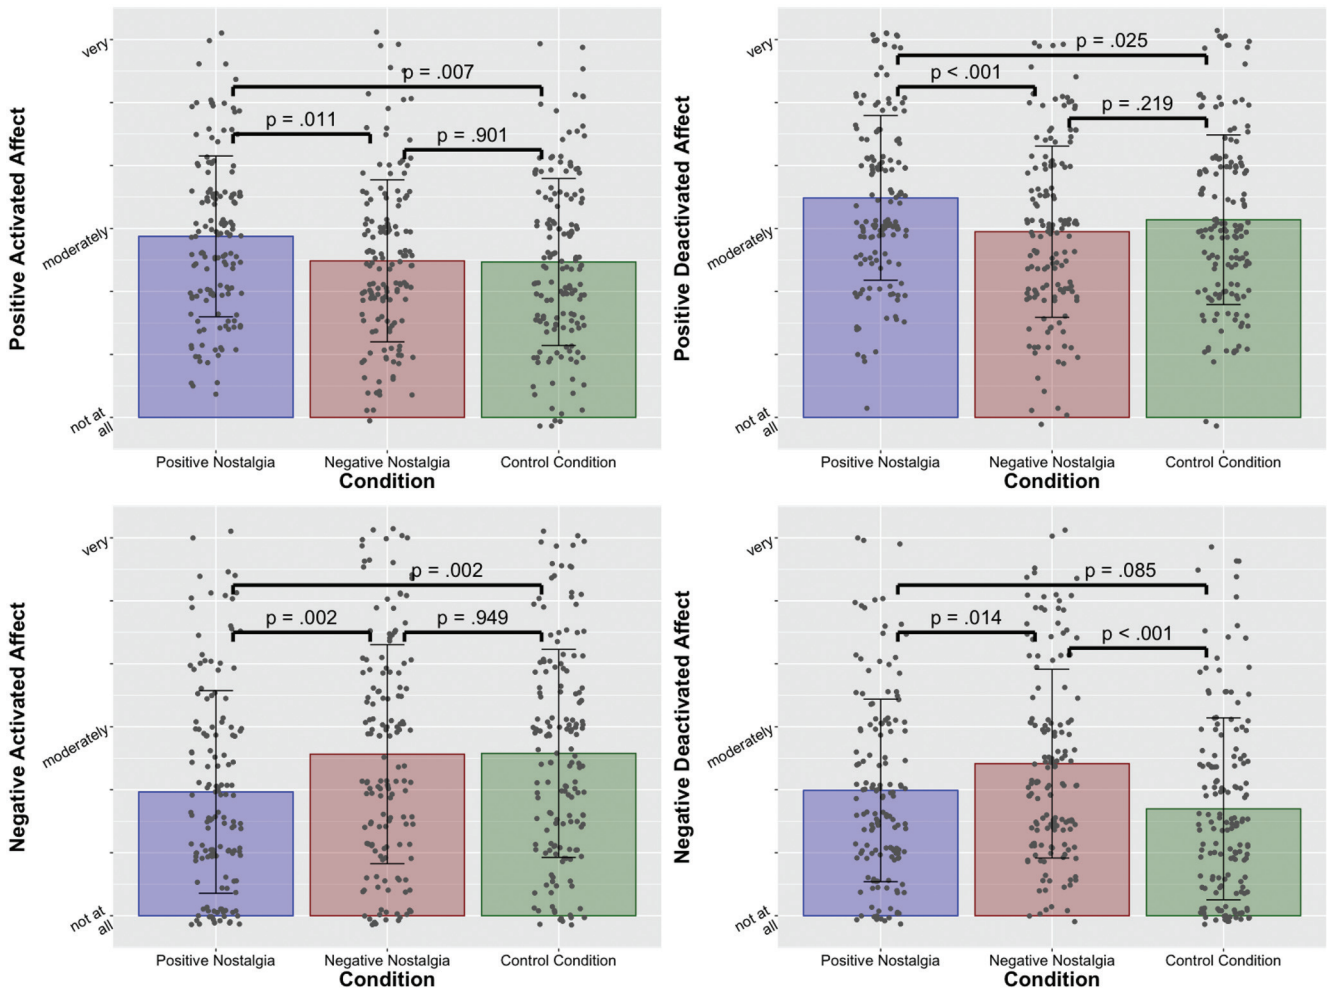 Positive Activated Affect
very
moderately
not at
all
p = .007
p = .011
p = .901
Positive Nostalgia
Negative Nostalgia
Control Condition
Condition
Positive Deactivated Affect
very
moderately
not at
all
p = .025
p < .001
p = .219
Positive Nostalgia
Negative Nostalgia
Control Condition
Condition
Negative Activated Affect
very
moderately
not at
all
p = .002
p = .002
p = .949
Positive Nostalgia
Negative Nostalgia
Control Condition
Condition
Negative Deactivated Affect
very
moderately
not at
all
p = .085
p = .014
p < .001
Positive Nostalgia
Negative Nostalgia
Control Condition
Condition